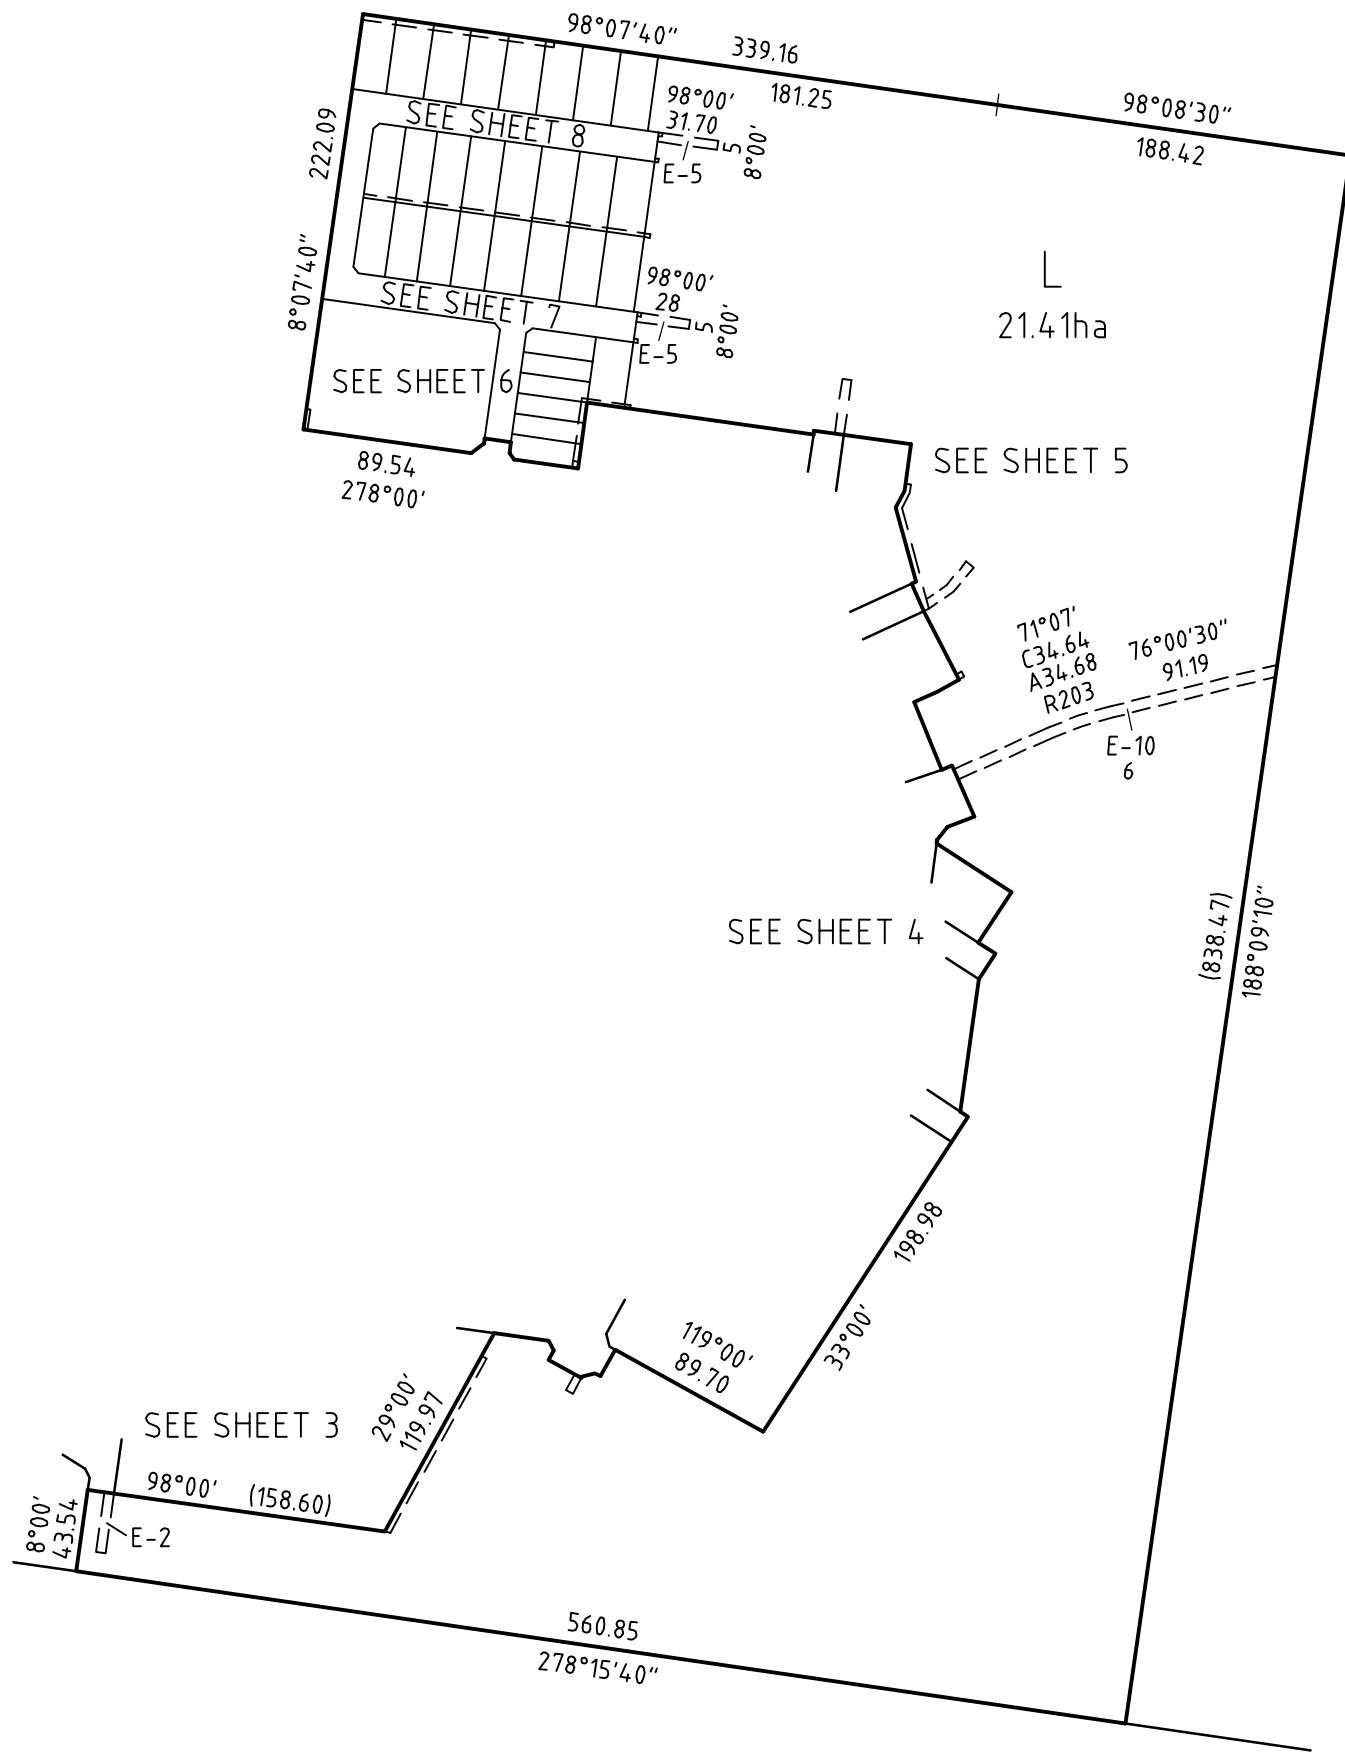 98°07'40"
339.16
181.25
98°08'30"
188.42
222.09
8°07'40"
SEE SHEET 8
98°00'
31.70
5
8°00'
E-5
SEE SHEET 7
98°00'
28
5
8°00'
E-5
L
21.41ha
SEE SHEET 6
89.54
278°00'
SEE SHEET 5
71°07'
C34.64
A34.68
R203
76°00'30"
91.19
E-10
6
SEE SHEET 4
(838.47)
188°09'10"
198.98
33°00'
119°00'
89.70
29°00'
119.97
SEE SHEET 3
98°00' (158.60)
8°00'
43.54
E-2
560.85
278°15'40"